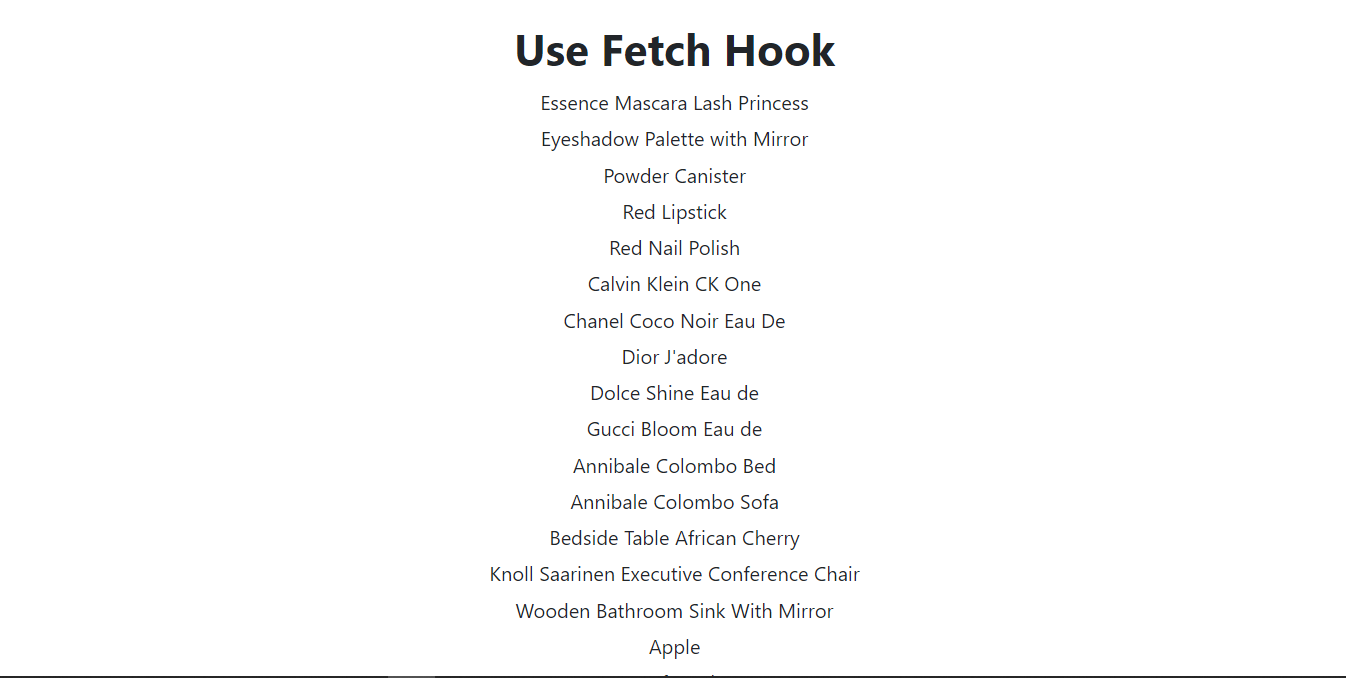 Use Fetch Hook
Essence Mascara Lash Princess
Eyeshadow Palette with Mirror
Powder Canister
Red Lipstick
Red Nail Polish
Calvin Klein CK One
Chanel Coco Noir Eau De
Dior J'adore
Dolce Shine Eau de
Gucci Bloom Eau de
Annibale Colombo Bed
Annibale Colombo Sofa
Bedside Table African Cherry
Knoll Saarinen Executive Conference Chair
Wooden Bathroom Sink With Mirror
Apple